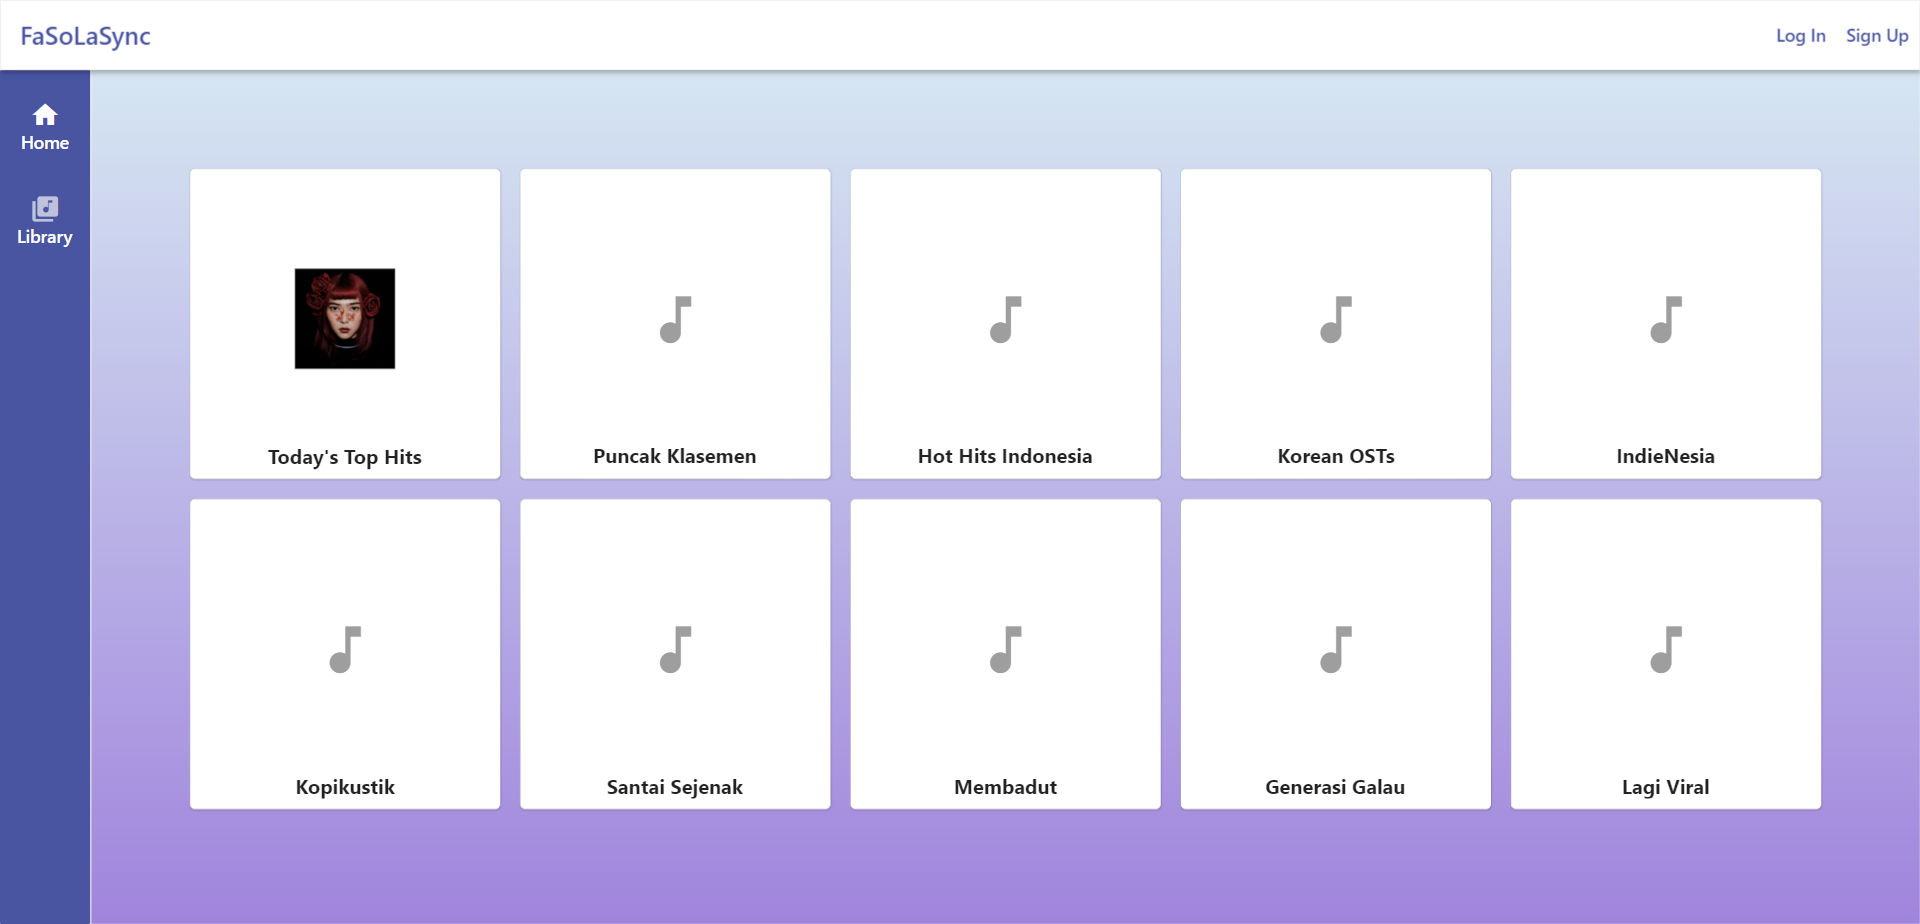 FaSoLaSync
Log In
Sign Up
Home
Library
Today's Top Hits
Puncak Klasemen
Hot Hits Indonesia
Korean OSTs
IndieNesia
Kopikustik
Santai Sejenak
Membadut
Generasi Galau
Lagi Viral